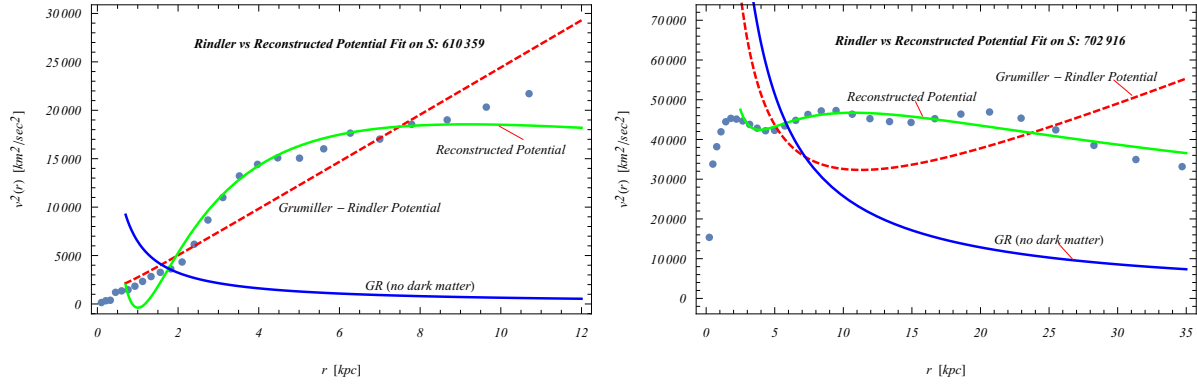 Rindler vs Reconstructed Potential Fit on S: 610 359
30 000
25 000
20 000
15 000
10 000
5000
0
v²(r) [km²/sec²]
Reconstructed Potential
Grumiller − Rindler Potential
GR (no dark matter)
0 2 4 6 8 10 12
r [kpc]
Rindler vs Reconstructed Potential Fit on S: 702 916
70 000
60 000
50 000
40 000
30 000
20 000
10 000
0
v²(r) [km²/sec²]
Grumiller − Rindler Potential
Reconstructed Potential
GR (no dark matter)
0 5 10 15 20 25 30 35
r [kpc]